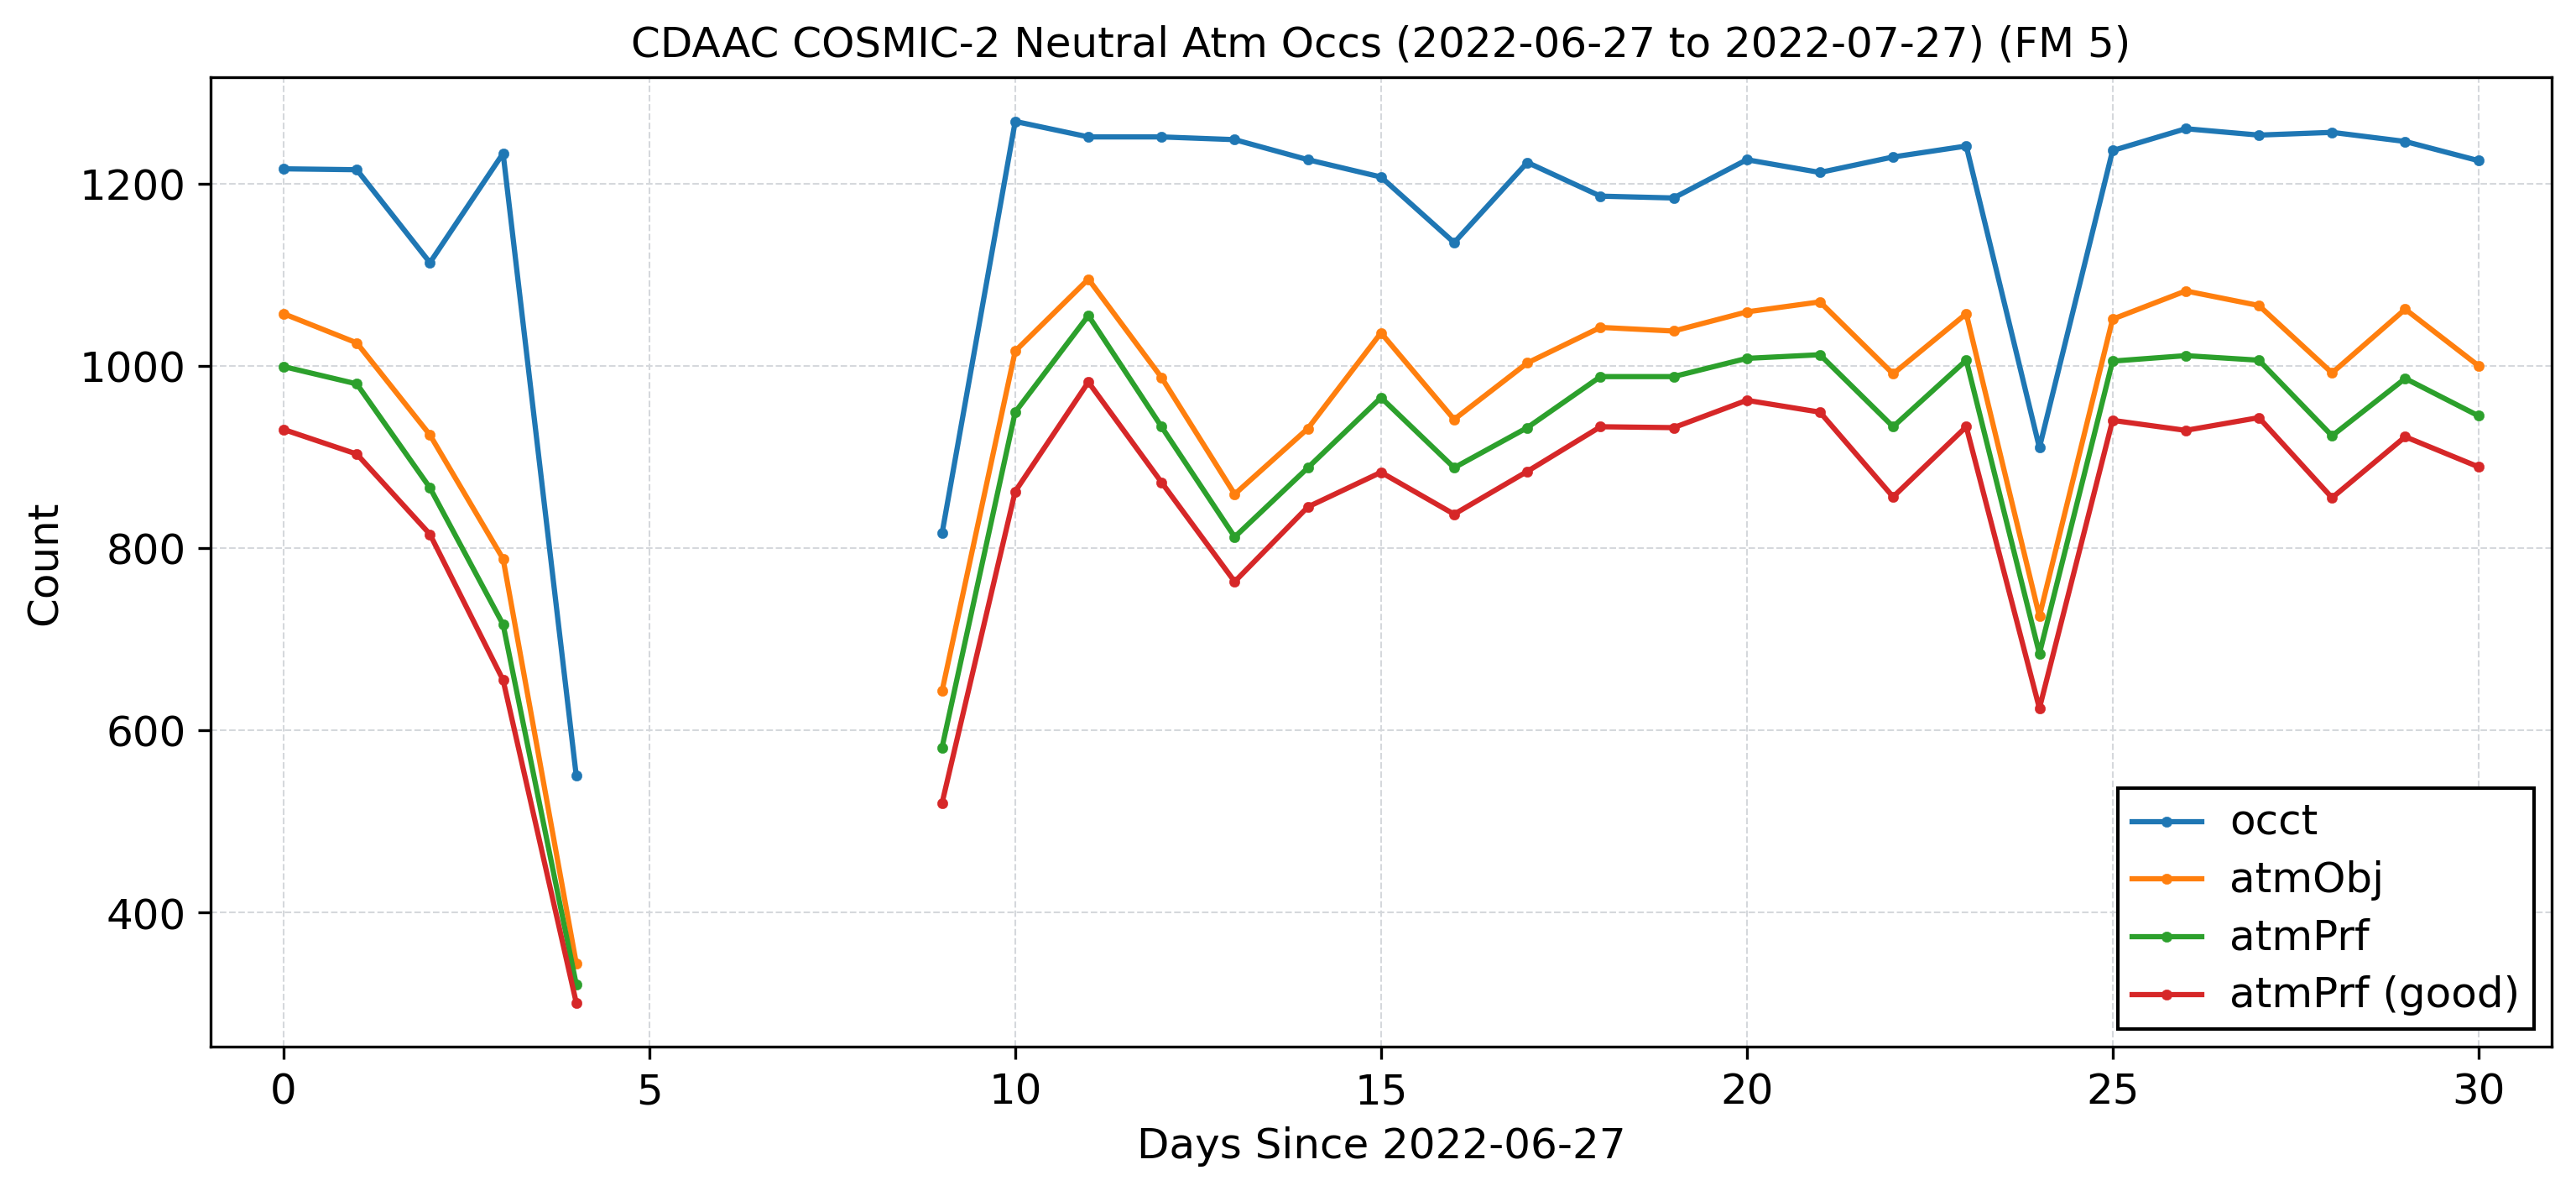 CDAAC COSMIC-2 Neutral Atm Occs (2022-06-27 to 2022-07-27) (FM 5)
Count
1200
1000
800
600
400
occt
atmObj
atmPrf
atmPrf (good)
0 5 10 15 20 25 30
Days Since 2022-06-27